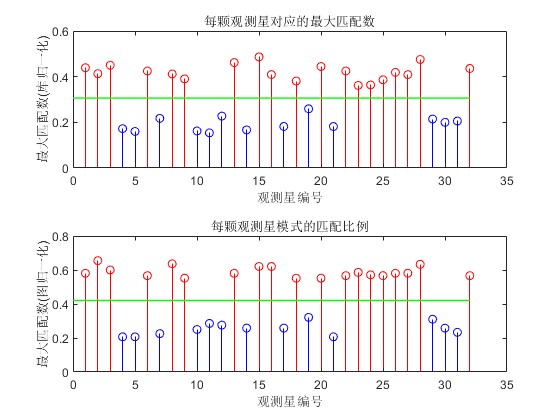 每颗观测星对应的最大匹配数
最大匹配数(库归一化)
0.6
0.4
0.2
0
0 5 10 15 20 25 30 35
观测星编号
每颗观测星模式的匹配比例
最大匹配数(图归一化)
0.8
0.6
0.4
0.2
0
0 5 10 15 20 25 30 35
观测星编号